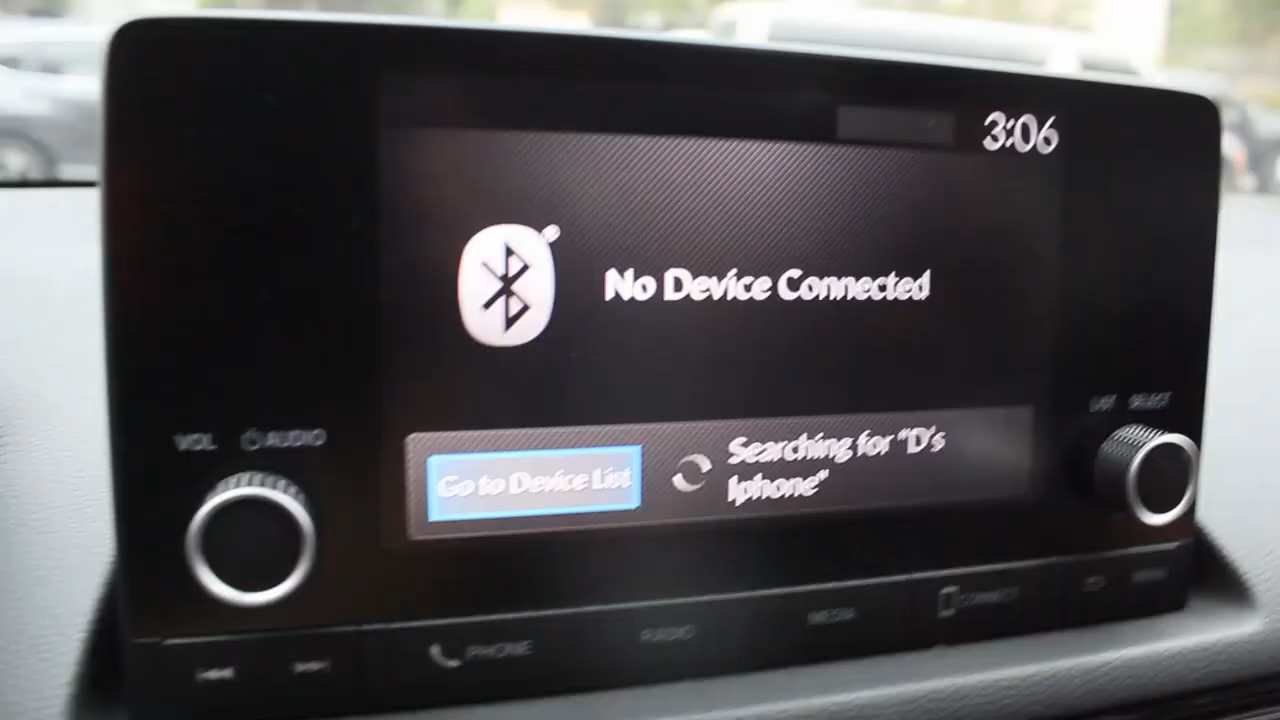 3:06
No Device Connected
Go to Device List
Searching for "D's
Iphone"
VOL AUDIO
LIST SELECT
PHONE
RADIO
MEDIA
CONNECT